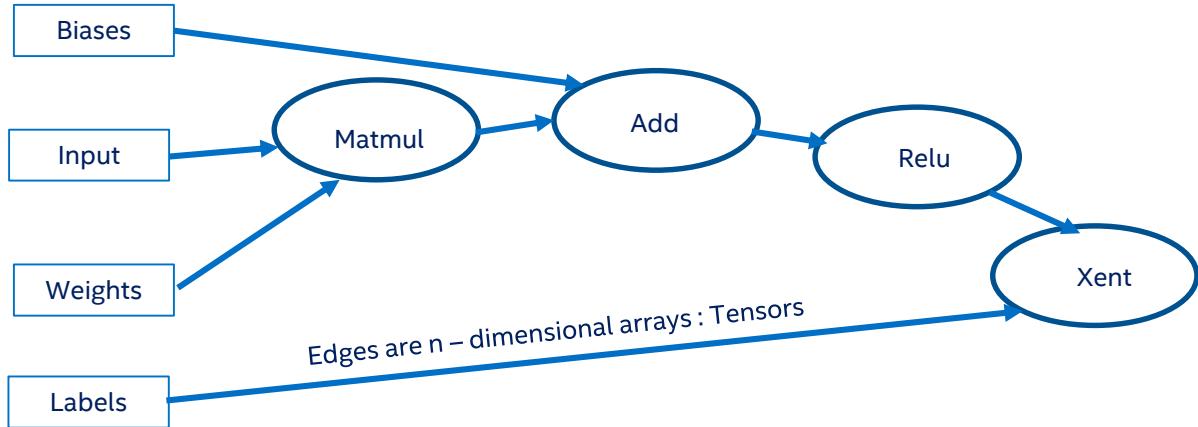 Biases
Input
Weights
Labels
Matmul
Add
Relu
Xent
Edges are n – dimensional arrays : Tensors